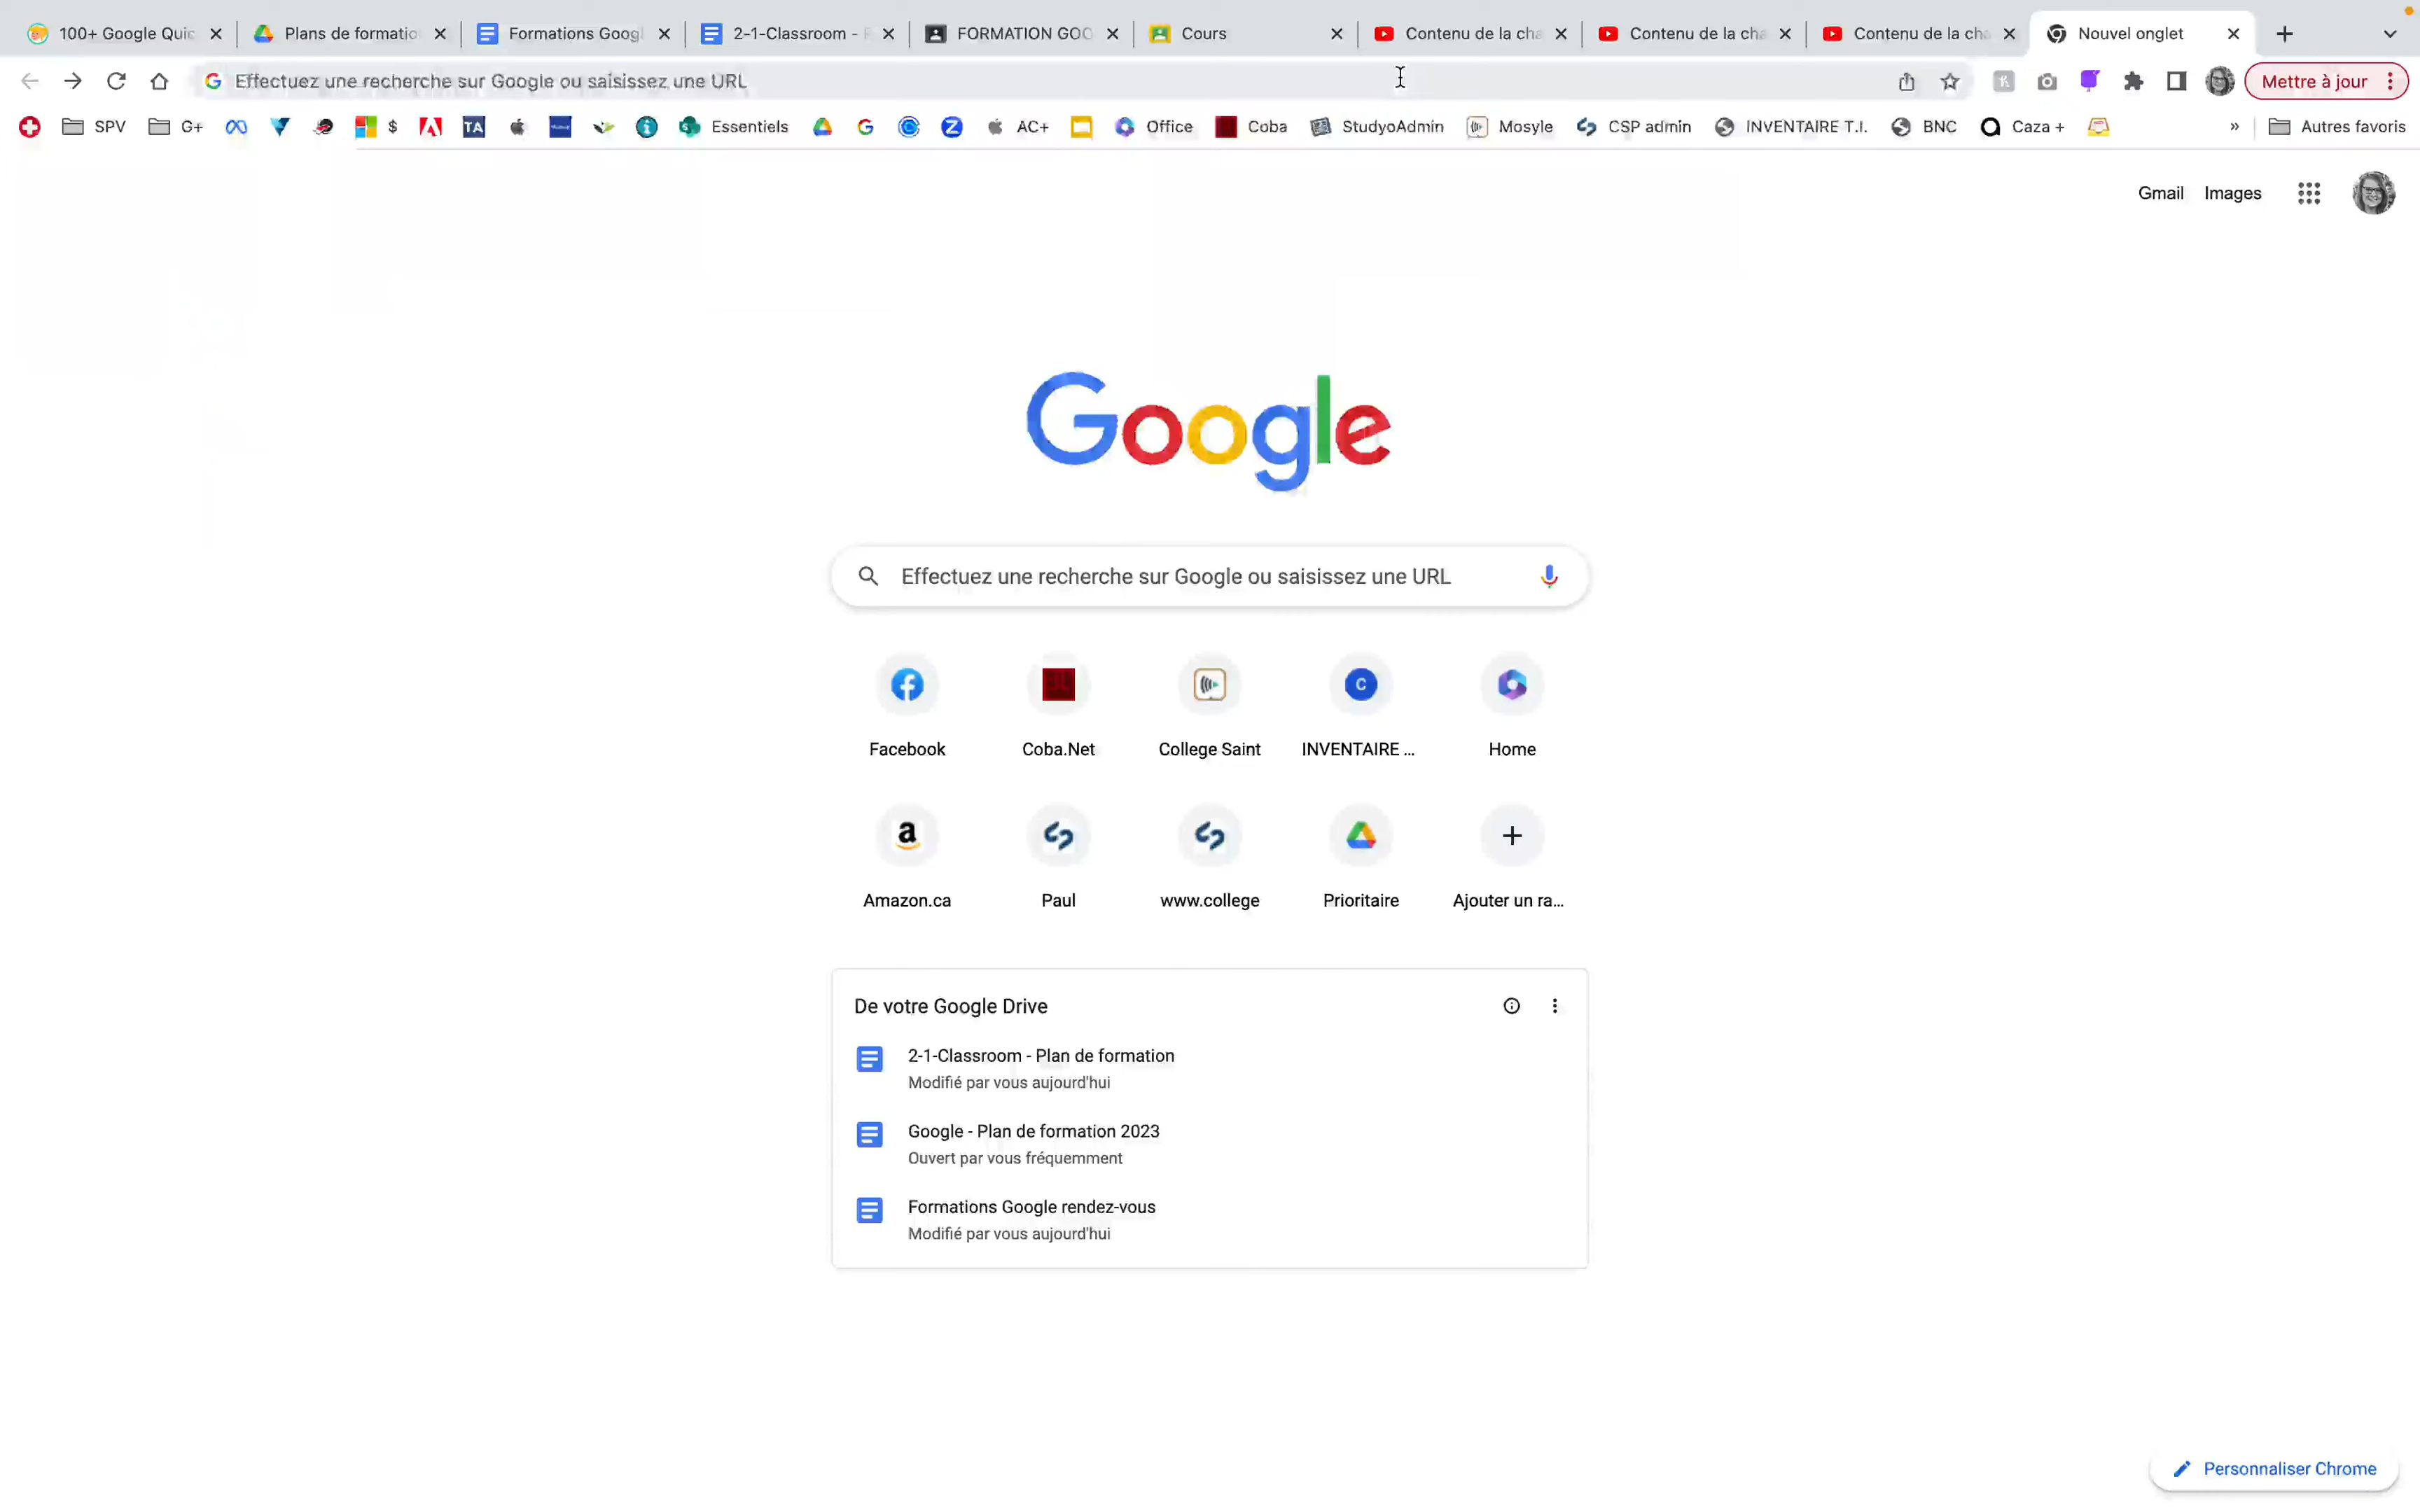 100+ Google Quic
Plans de formatio
Formations Googl
2-1-Classroom -
FORMATION GOO
Cours
Contenu de la cha
Contenu de la cha
Contenu de la cha
Nouvel onglet
Effectuez une recherche sur Google ou saisissez une URL
Mettre à jour
SPV
G+
$
TA
Essentiels
AC+
Office
Coba
StudyoAdmin
Mosyle
CSP admin
INVENTAIRE T.I.
BNC
Caza +
»
Autres favoris
Gmail
Images
Google
Effectuez une recherche sur Google ou saisissez une URL
Facebook
Coba.Net
College Saint
C
INVENTAIRE ...
Home
Amazon.ca
Paul
www.college
Prioritaire
Ajouter un ra...
De votre Google Drive
2-1-Classroom - Plan de formation
Modifié par vous aujourd'hui
Google - Plan de formation 2023
Ouvert par vous fréquemment
Formations Google rendez-vous
Modifié par vous aujourd'hui
Personnaliser Chrome